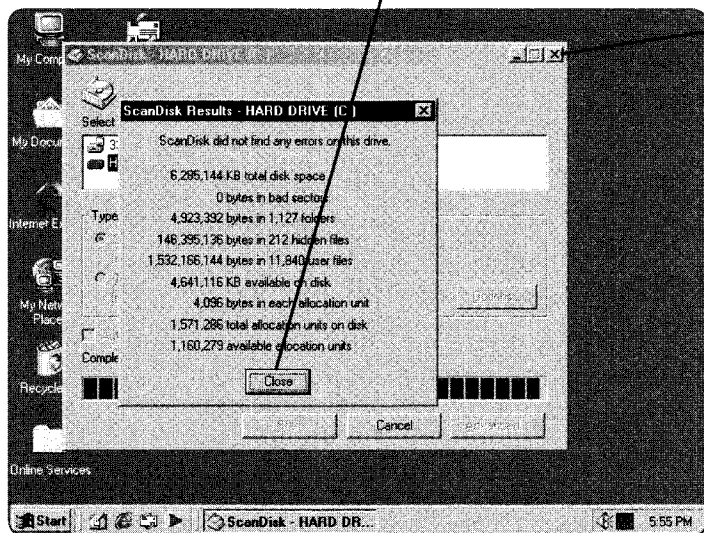 My Comp
My Docum
Internet E
My Netw
Place
Recycle
Online Services
ScanDisk - HARD DRIVE (C:)
Select
3
H
Type
Comple
Cancel
Advanced
ScanDisk Results - HARD DRIVE (C:)
ScanDisk did not find any errors on this drive.
6,285,144 KB total disk space
0 bytes in bad sectors
4,923,392 bytes in 1,127 folders
146,395,136 bytes in 212 hidden files
1,532,166,144 bytes in 11,840 user files
4,641,116 KB available on disk
4,096 bytes in each allocation unit
1,571,286 total allocation units on disk
1,160,279 available allocation units
Close
Start
ScanDisk - HARD DR...
5:55 PM